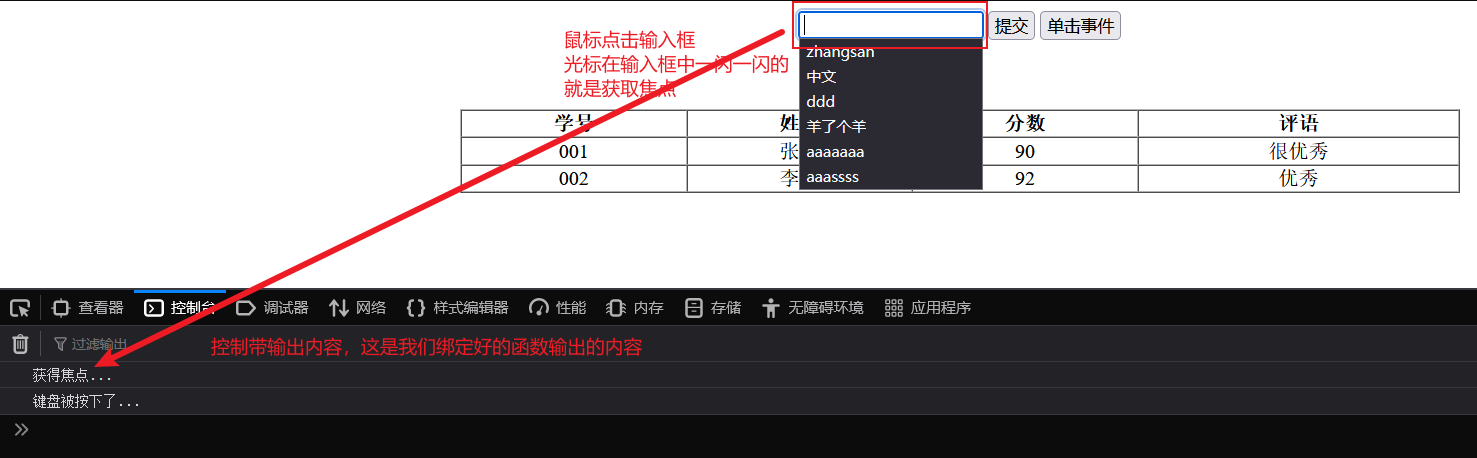 提交 单击事件
鼠标点击输入框
光标在输入框中一闪一闪的
就是获取焦点
zhangsan
中文
ddd
羊了个羊
aaaaaaa
aaassss
学号 姓 分数 评语
001 张 90 很优秀
002 李 92 优秀
查看器 控制台 调试器 网络 样式编辑器 性能 内存 存储 无障碍环境 应用程序
过滤输出
控制带输出内容，这是我们绑定好的函数输出的内容
获得焦点...
键盘被按下了...